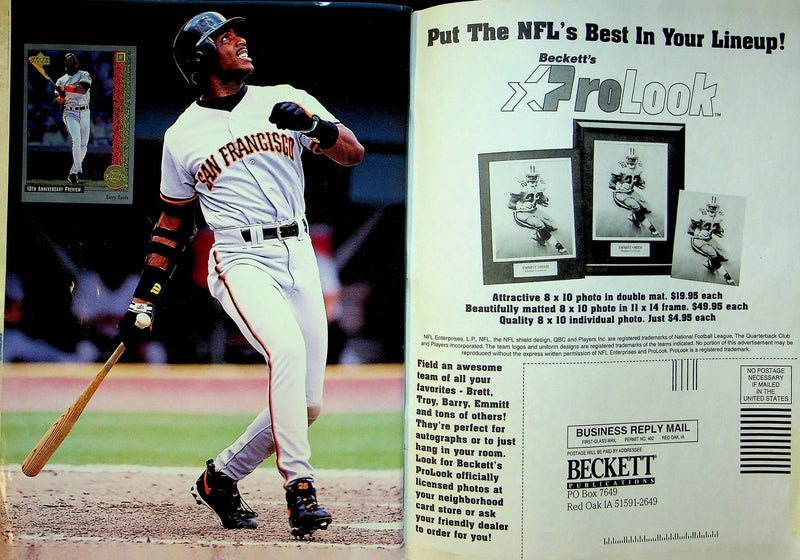 10TH ANNIVERSARY PREVIEW
Barry Bonds
SAN FRANCISCO
25
Put The NFL's Best In Your Lineup!
Beckett's
ProLook™
EMMITT SMITH
EMMITT SMITH
Attractive 8 x 10 photo in double mat. $19.95 each
Beautifully matted 8 x 10 photo in 11 x 14 frame. $49.95 each
Quality 8 x 10 individual photo. Just $4.95 each
NFL Enterprises, L.P., NFL, the NFL shield design, QBC and Players Inc. are registered trademarks of National Football League, The Quarterback Club
and Players Incorporated. The team logos and uniform designs are registered trademarks of the teams indicated. No portion of this advertisement may be
reproduced without the express written permission of NFL Enterprises and ProLook. ProLook is a registered trademark.
Field an awesome
team of all your
favorites - Brett,
Troy, Barry, Emmitt
and tons of others!
They're perfect for
autographs or to just
hang in your room.
Look for Beckett's
ProLook officially
licensed photos at
your neighborhood
card store or ask
your friendly dealer
to order for you!
NO POSTAGE
NECESSARY
IF MAILED
IN THE
UNITED STATES
BUSINESS REPLY MAIL
FIRST-CLASS MAIL PERMIT NO. 400 RED OAK, IA
POSTAGE WILL BE PAID BY ADDRESSEE
BECKETT
PUBLICATIONS
PO Box 7649
Red Oak IA 51591-2649